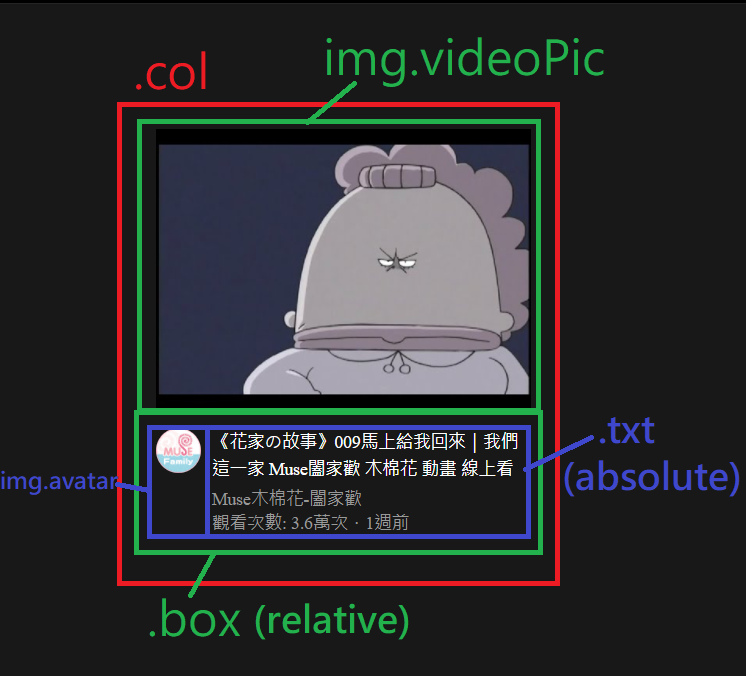 .col
img.videoPic
MUSE
Family
《花家の故事》009馬上給我回來｜我們
這一家 Muse闔家歡 木棉花 動畫 線上看
Muse木棉花-闔家歡
觀看次數: 3.6萬次 · 1週前
.txt
(absolute)
img.avatar
.box (relative)